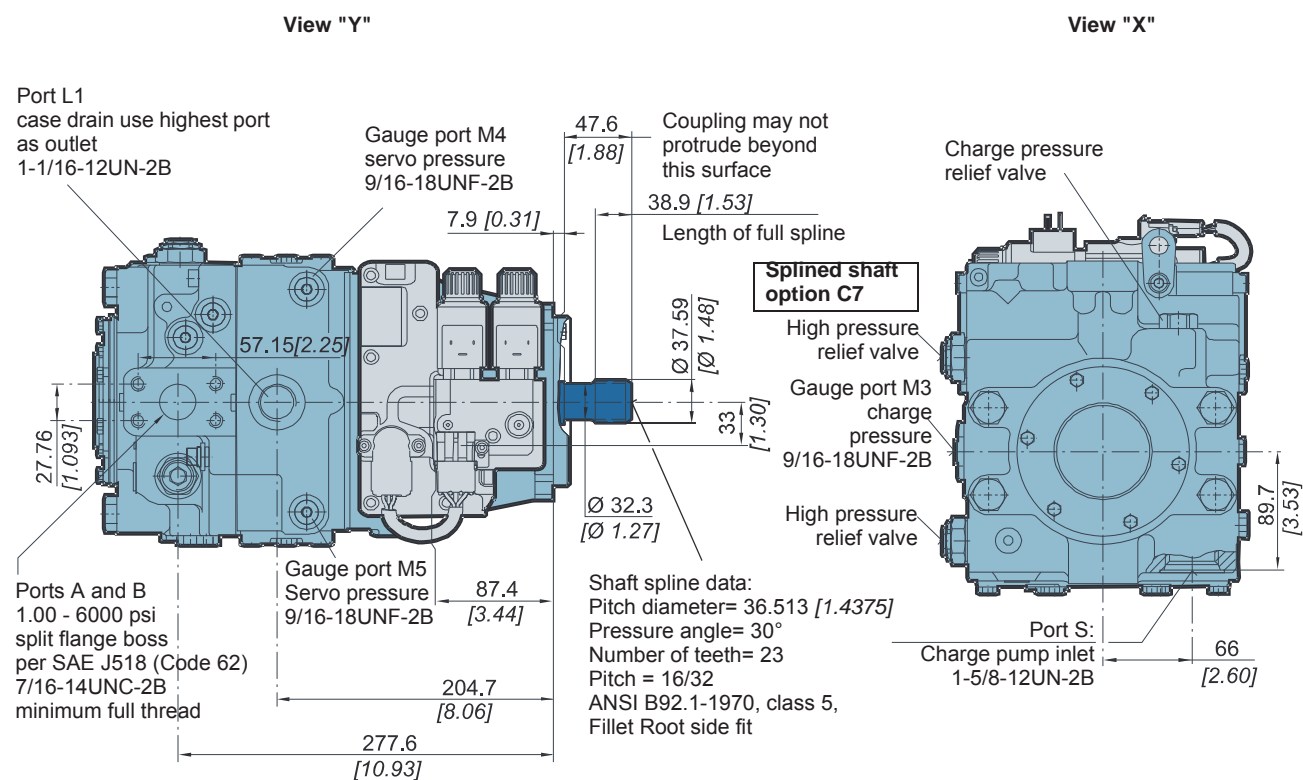 View "Y"
View "X"
Port L1
case drain use highest port
as outlet
1-1/16-12UN-2B
Gauge port M4
servo pressure
9/16-18UNF-2B
47.6
[1.88]
Coupling may not
protrude beyond
this surface
7.9 [0.31]
38.9 [1.53]
Length of full spline
Splined shaft
option C7
Charge pressure
relief valve
High pressure
relief valve
Gauge port M3
charge
pressure
9/16-18UNF-2B
High pressure
relief valve
57.15[2.25]
27.76
[1.093]
Ø 37.59
[Ø 1.48]
33
[1.30]
Ø 32.3
[Ø 1.27]
89.7
[3.53]
Ports A and B
1.00 - 6000 psi
split flange boss
per SAE J518 (Code 62)
7/16-14UNC-2B
minimum full thread
Gauge port M5
Servo pressure
9/16-18UNF-2B
87.4
[3.44]
204.7
[8.06]
277.6
[10.93]
Shaft spline data:
Pitch diameter= 36.513 [1.4375]
Pressure angle= 30°
Number of teeth= 23
Pitch = 16/32
ANSI B92.1-1970, class 5,
Fillet Root side fit
Port S:
Charge pump inlet
1-5/8-12UN-2B
66
[2.60]